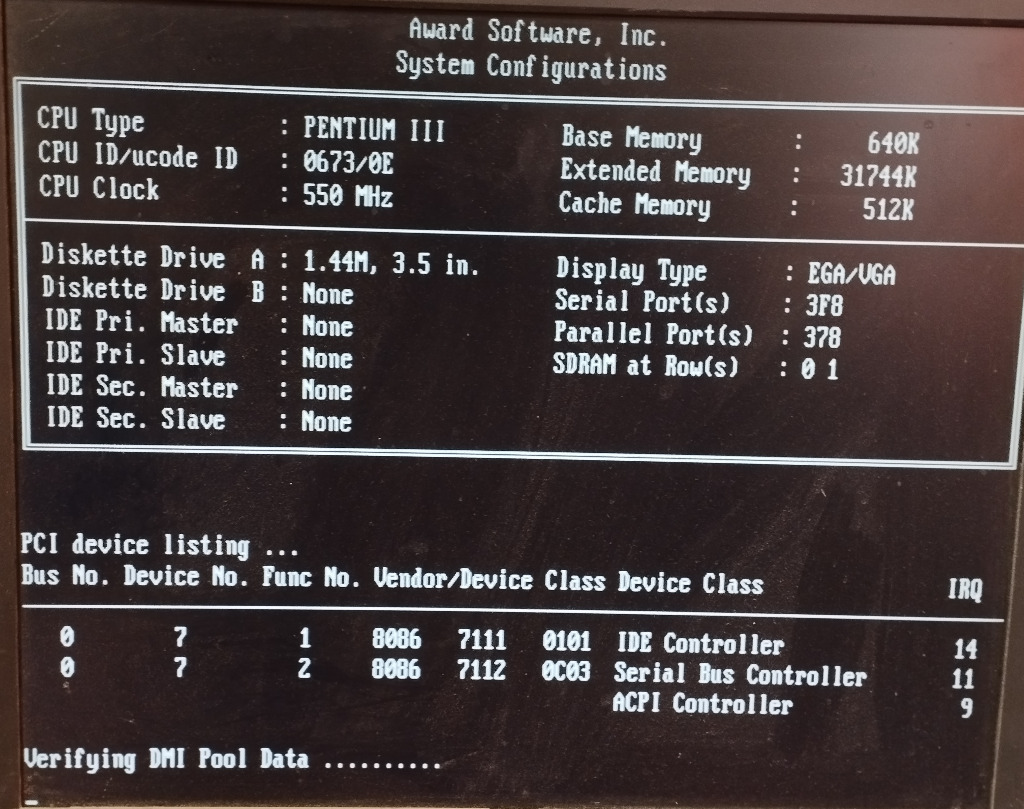 Award Software, Inc.
System Configurations
CPU Type : PENTIUM III Base Memory : 640K
CPU ID/ucode ID : 0673/0E Extended Memory : 31744K
CPU Clock : 550 MHz Cache Memory : 512K
Diskette Drive A : 1.44M, 3.5 in. Display Type : EGA/VGA
Diskette Drive B : None Serial Port(s) : 3F8
IDE Pri. Master : None Parallel Port(s) : 378
IDE Pri. Slave : None SDRAM at Row(s) : 0 1
IDE Sec. Master : None
IDE Sec. Slave : None
PCI device listing ...
Bus No. Device No. Func No. Vendor/Device Class Device Class IRQ
0 7 1 8086 7111 0101 IDE Controller 14
0 7 2 8086 7112 0C03 Serial Bus Controller 11
ACPI Controller 9
Verifying DMI Pool Data ..........